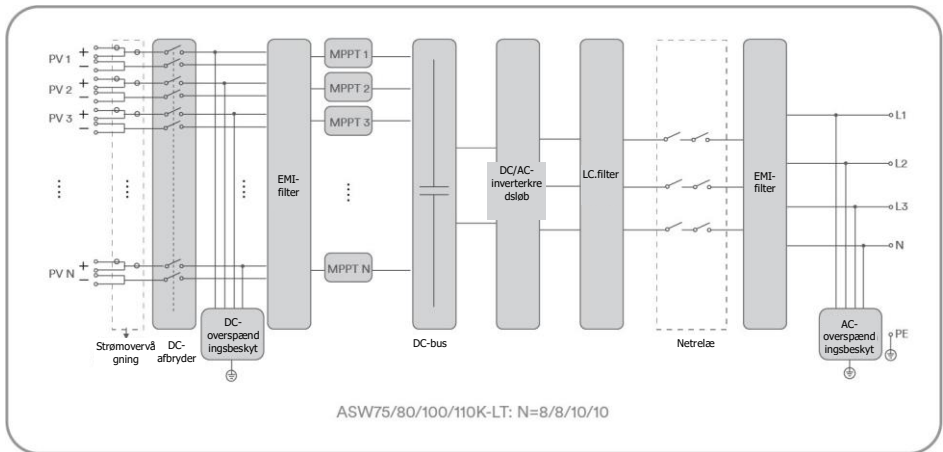 PV 1
+
−
PV 2
+
−
PV 3
+
−
PV N
+
−
Strømovervå
gning
DC-
afbryder
DC-
overspænd
ingsbeskyt
EMI-
filter
MPPT 1
MPPT 2
MPPT 3
MPPT N
DC-bus
DC/AC-
inverterkre
dsløb
LC.filter
Netrelæ
EMI-
filter
AC-
overspænd
ingsbeskyt
L1
L2
L3
N
PE
ASW75/80/100/110K-LT: N=8/8/10/10